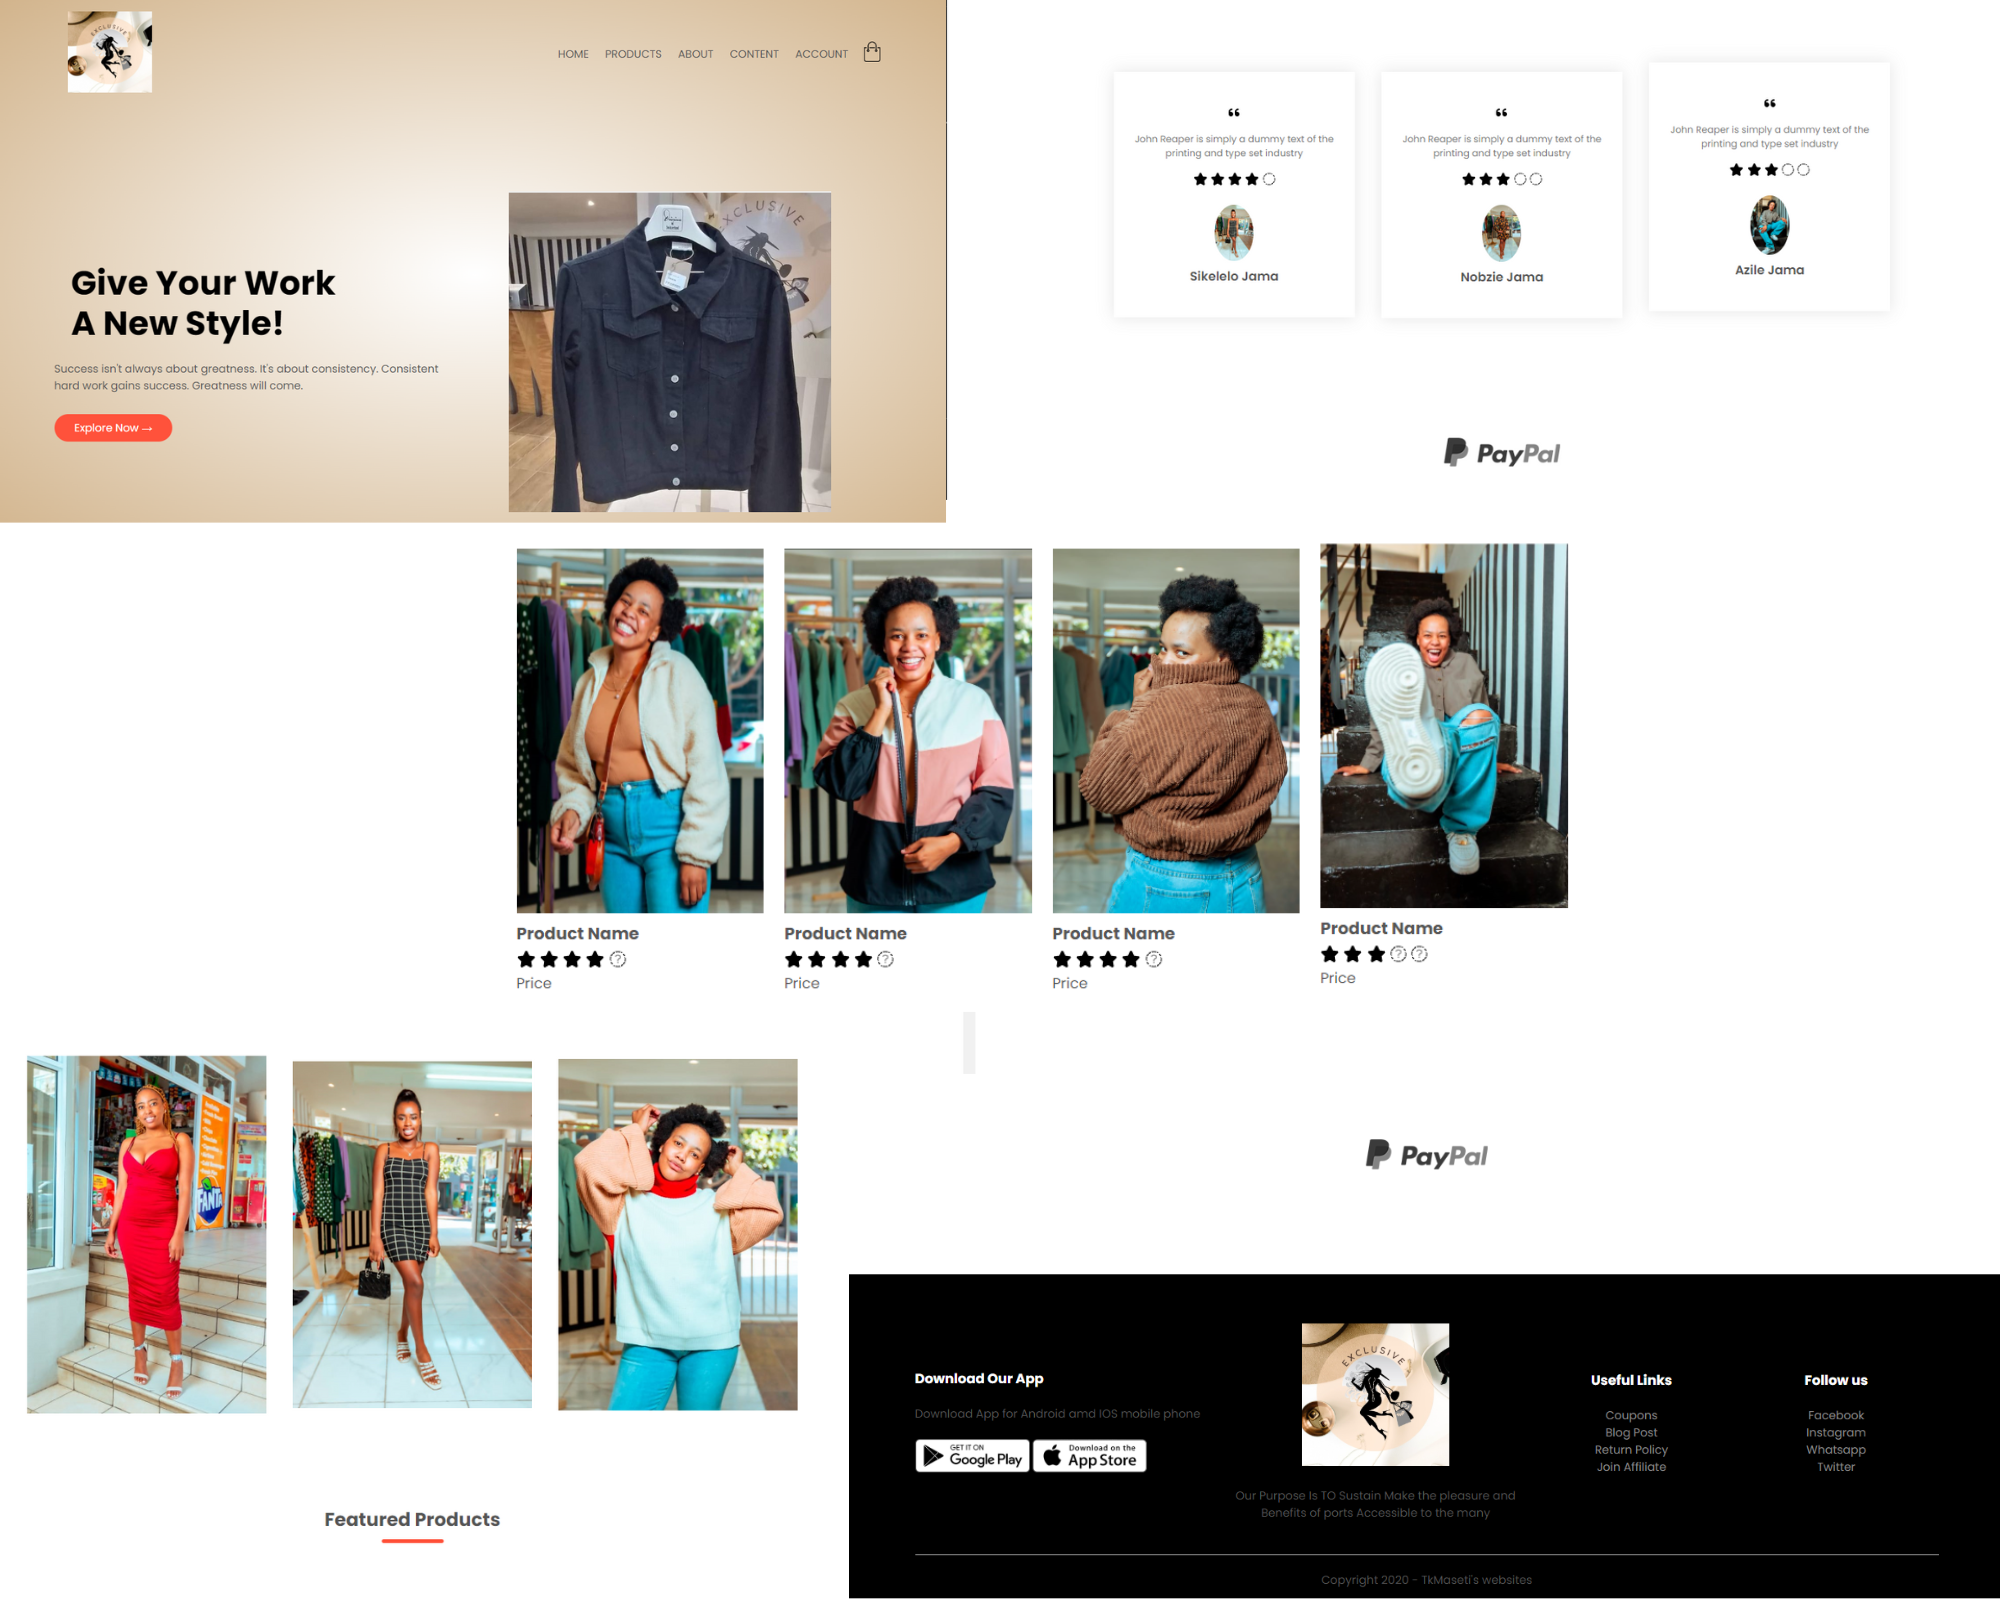 EXCLUSIVE
HOME PRODUCTS ABOUT CONTENT ACCOUNT
EXCLUSIVE
Give Your Work
A New Style!
Success isn't always about greatness. It's about consistency. Consistent
hard work gains success. Greatness will come.
Explore Now →
“
John Reaper is simply a dummy text of the
printing and type set industry
Sikelelo Jama
“
John Reaper is simply a dummy text of the
printing and type set industry
Nobzie Jama
“
John Reaper is simply a dummy text of the
printing and type set industry
Azile Jama
PayPal
Product Name
Price
Product Name
Price
Product Name
Price
Product Name
Price
FANTA
Featured Products
PayPal
Download Our App
Download App for Android amd IOS mobile phone
GET IT ON
Google Play
Download on the
App Store
EXCLUSIVE
Our Purpose Is TO Sustain Make the pleasure and
Benefits of ports Accessible to the many
Useful Links
Coupons
Blog Post
Return Policy
Join Affiliate
Follow us
Facebook
Instagram
Whatsapp
Twitter
Copyright 2020 - TkMaseti's websites